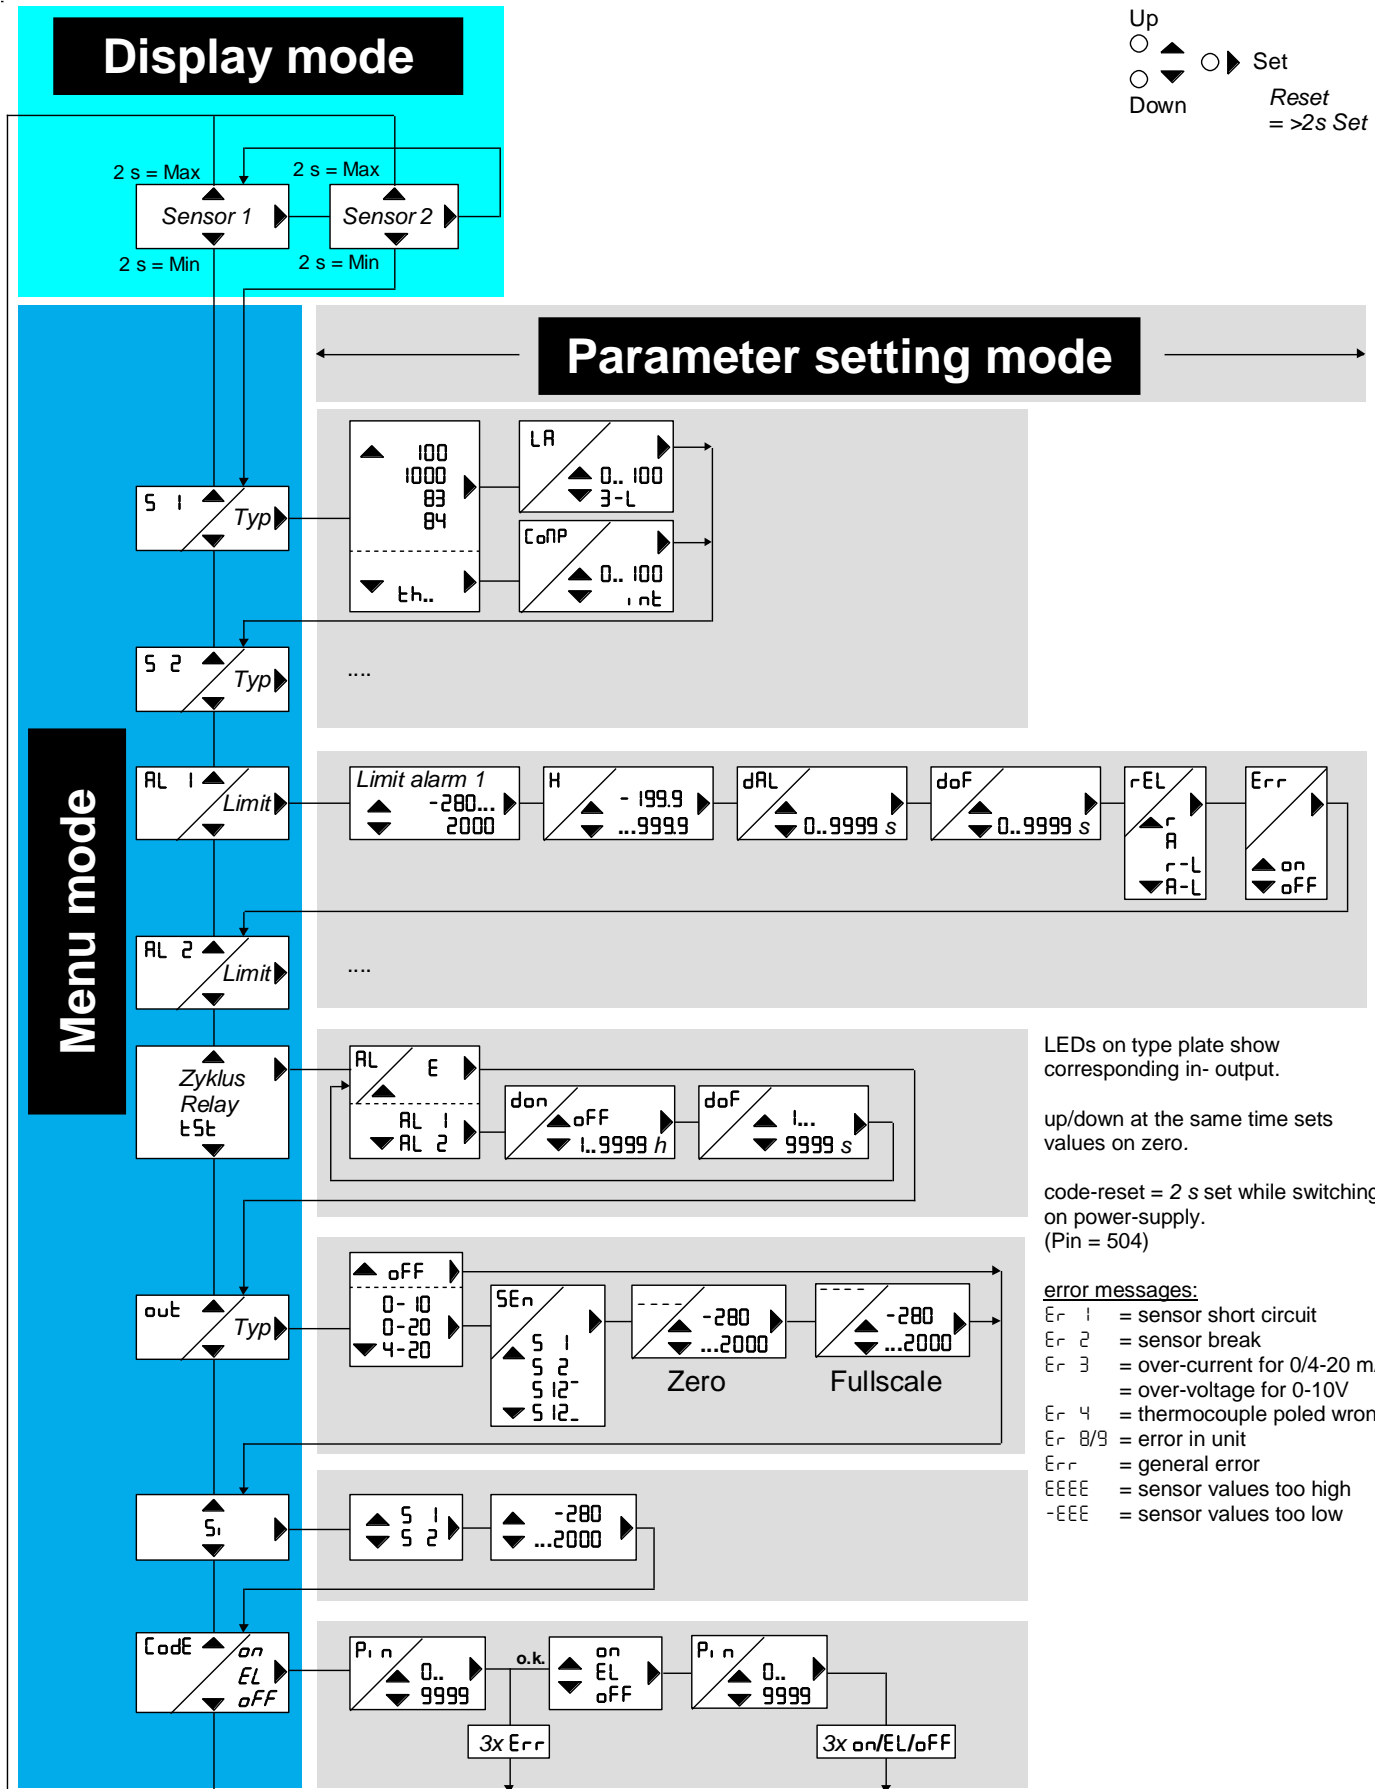 Display mode
Up
Set
Down
Reset
= >2s Set
2 s = Max
2 s = Max
Sensor 1
Sensor 2
2 s = Min
2 s = Min
Parameter setting mode
Menu mode
S 1
Typ
100
1000
83
84
th..
LA
0.. 100
3-L
CoMP
0.. 100
int
S 2
Typ
....
AL 1
Limit
Limit alarm 1
-280...
2000
H
-199.9
...999.9
dAL
0..9999 s
doF
0..9999 s
rEL
r
A
r-L
A-L
Err
on
oFF
AL 2
Limit
....
Zyklus
Relay
tSt
AL
E
AL 1
AL 2
don
oFF
1..9999 h
doF
1...
9999 s
LEDs on type plate show
corresponding in- output.
up/down at the same time sets
values on zero.
code-reset = 2 s set while switching
on power-supply.
(Pin = 504)
out
Typ
oFF
0-10
0-20
4-20
SEn
S 1
S 2
S12¯
S12_
----
-280
...2000
Zero
----
-280
...2000
Fullscale
error messages:
Er 1 = sensor short circuit
Er 2 = sensor break
Er 3 = over-current for 0/4-20
= over-voltage for 0-10V
Er 4 = thermocouple poled
Er 8/9 = error in unit
Err = general error
EEEE = sensor values too high
-EEE = sensor values too low
Si
S 1
S 2
-280
...2000
CodE
on
EL
oFF
Pin
0..
9999
o.k.
on
EL
oFF
Pin
0..
9999
3x Err
3x on/EL/oFF